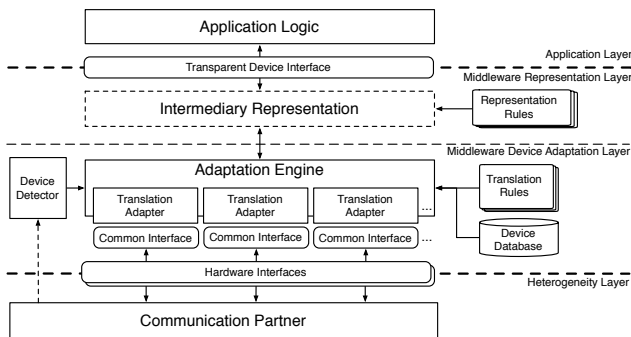 Application Logic
Application Layer
Transparent Device Interface
Middleware Representation Layer
Intermediary Representation
Representation
Rules
Middleware Device Adaptation Layer
Adaptation Engine
Device
Detector
Translation
Adapter
Translation
Adapter
Translation
Adapter
...
Translation
Rules
Common Interface
Common Interface
Common Interface
...
Device
Database
Hardware Interfaces
Heterogeneity Layer
Communication Partner